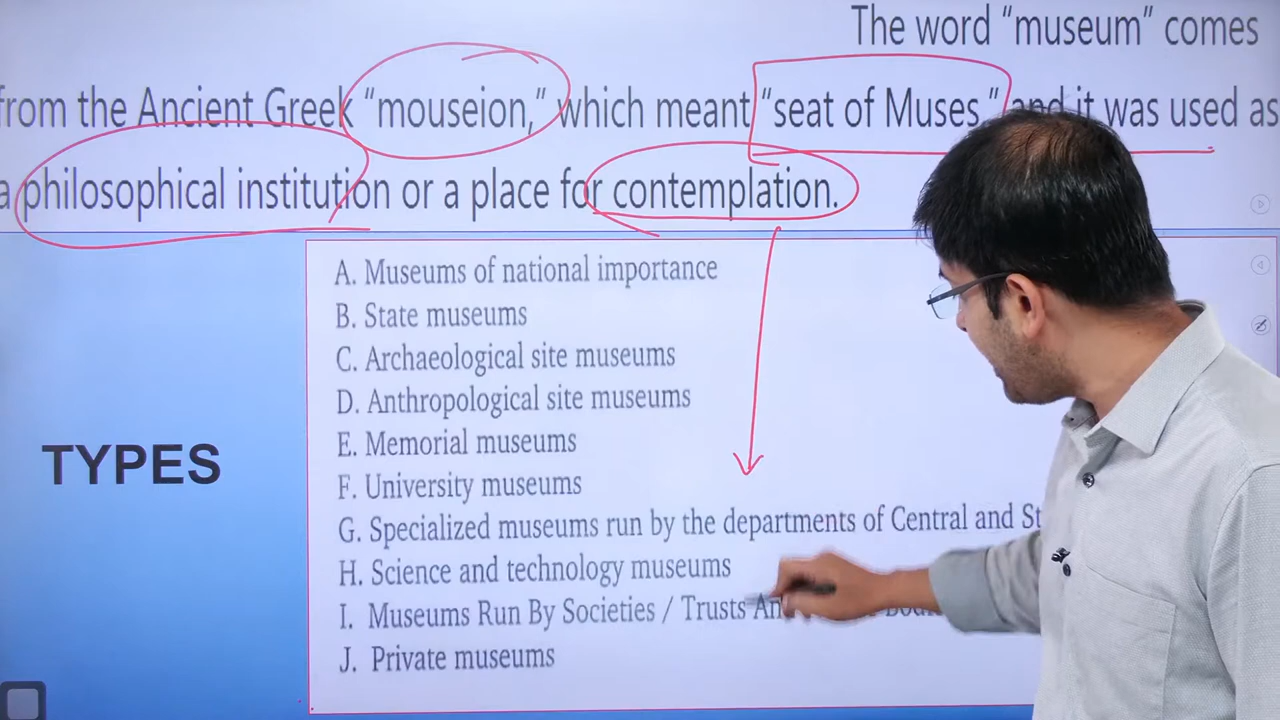 The word “museum” comes
from the Ancient Greek “mouseion,” which meant “seat of Muses,” and it was used as
a philosophical institution or a place for contemplation.
TYPES
A. Museums of national importance
B. State museums
C. Archaeological site museums
D. Anthropological site museums
E. Memorial museums
F. University museums
G. Specialized museums run by the departments of Central and
H. Science and technology museums
I. Museums Run By Societies / Trusts
J. Private museums